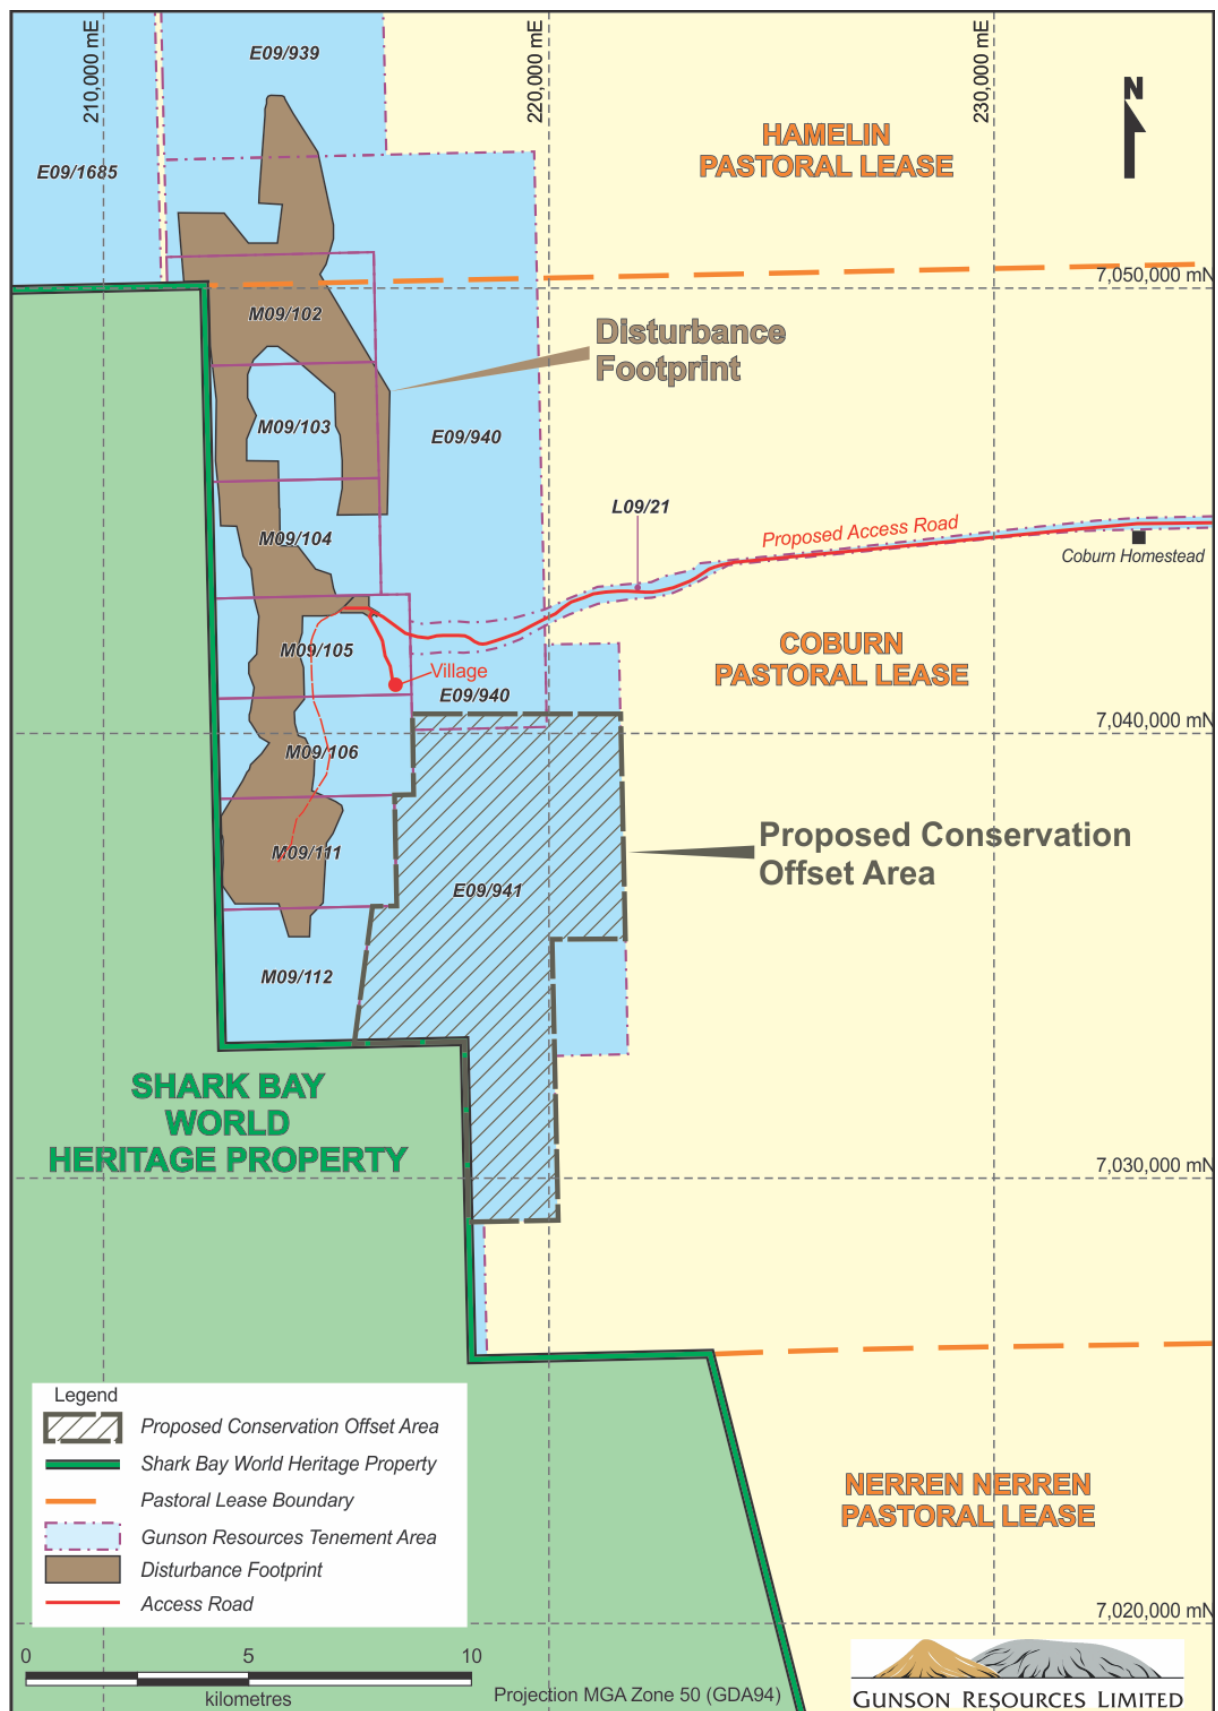 210,000 mE
220,000 mE
230,000 mE
E09/939
N
HAMELIN
PASTORAL LEASE
E09/1685
7,050,000 mN
M09/102
Disturbance
Footprint
M09/103
E09/940
L09/21
Proposed Access Road
M09/104
Coburn Homestead
M09/105
COBURN
PASTORAL LEASE
Village
E09/940
7,040,000 mN
M09/106
Proposed Conservation
Offset Area
M09/111
E09/941
M09/112
SHARK BAY
WORLD
HERITAGE PROPERTY
7,030,000 mN
Legend
Proposed Conservation Offset Area
Shark Bay World Heritage Property
Pastoral Lease Boundary
Gunson Resources Tenement Area
Disturbance Footprint
Access Road
NERREN NERREN
PASTORAL LEASE
7,020,000 mN
0 5 10
kilometres
Projection MGA Zone 50 (GDA94)
GUNSON RESOURCES LIMITED